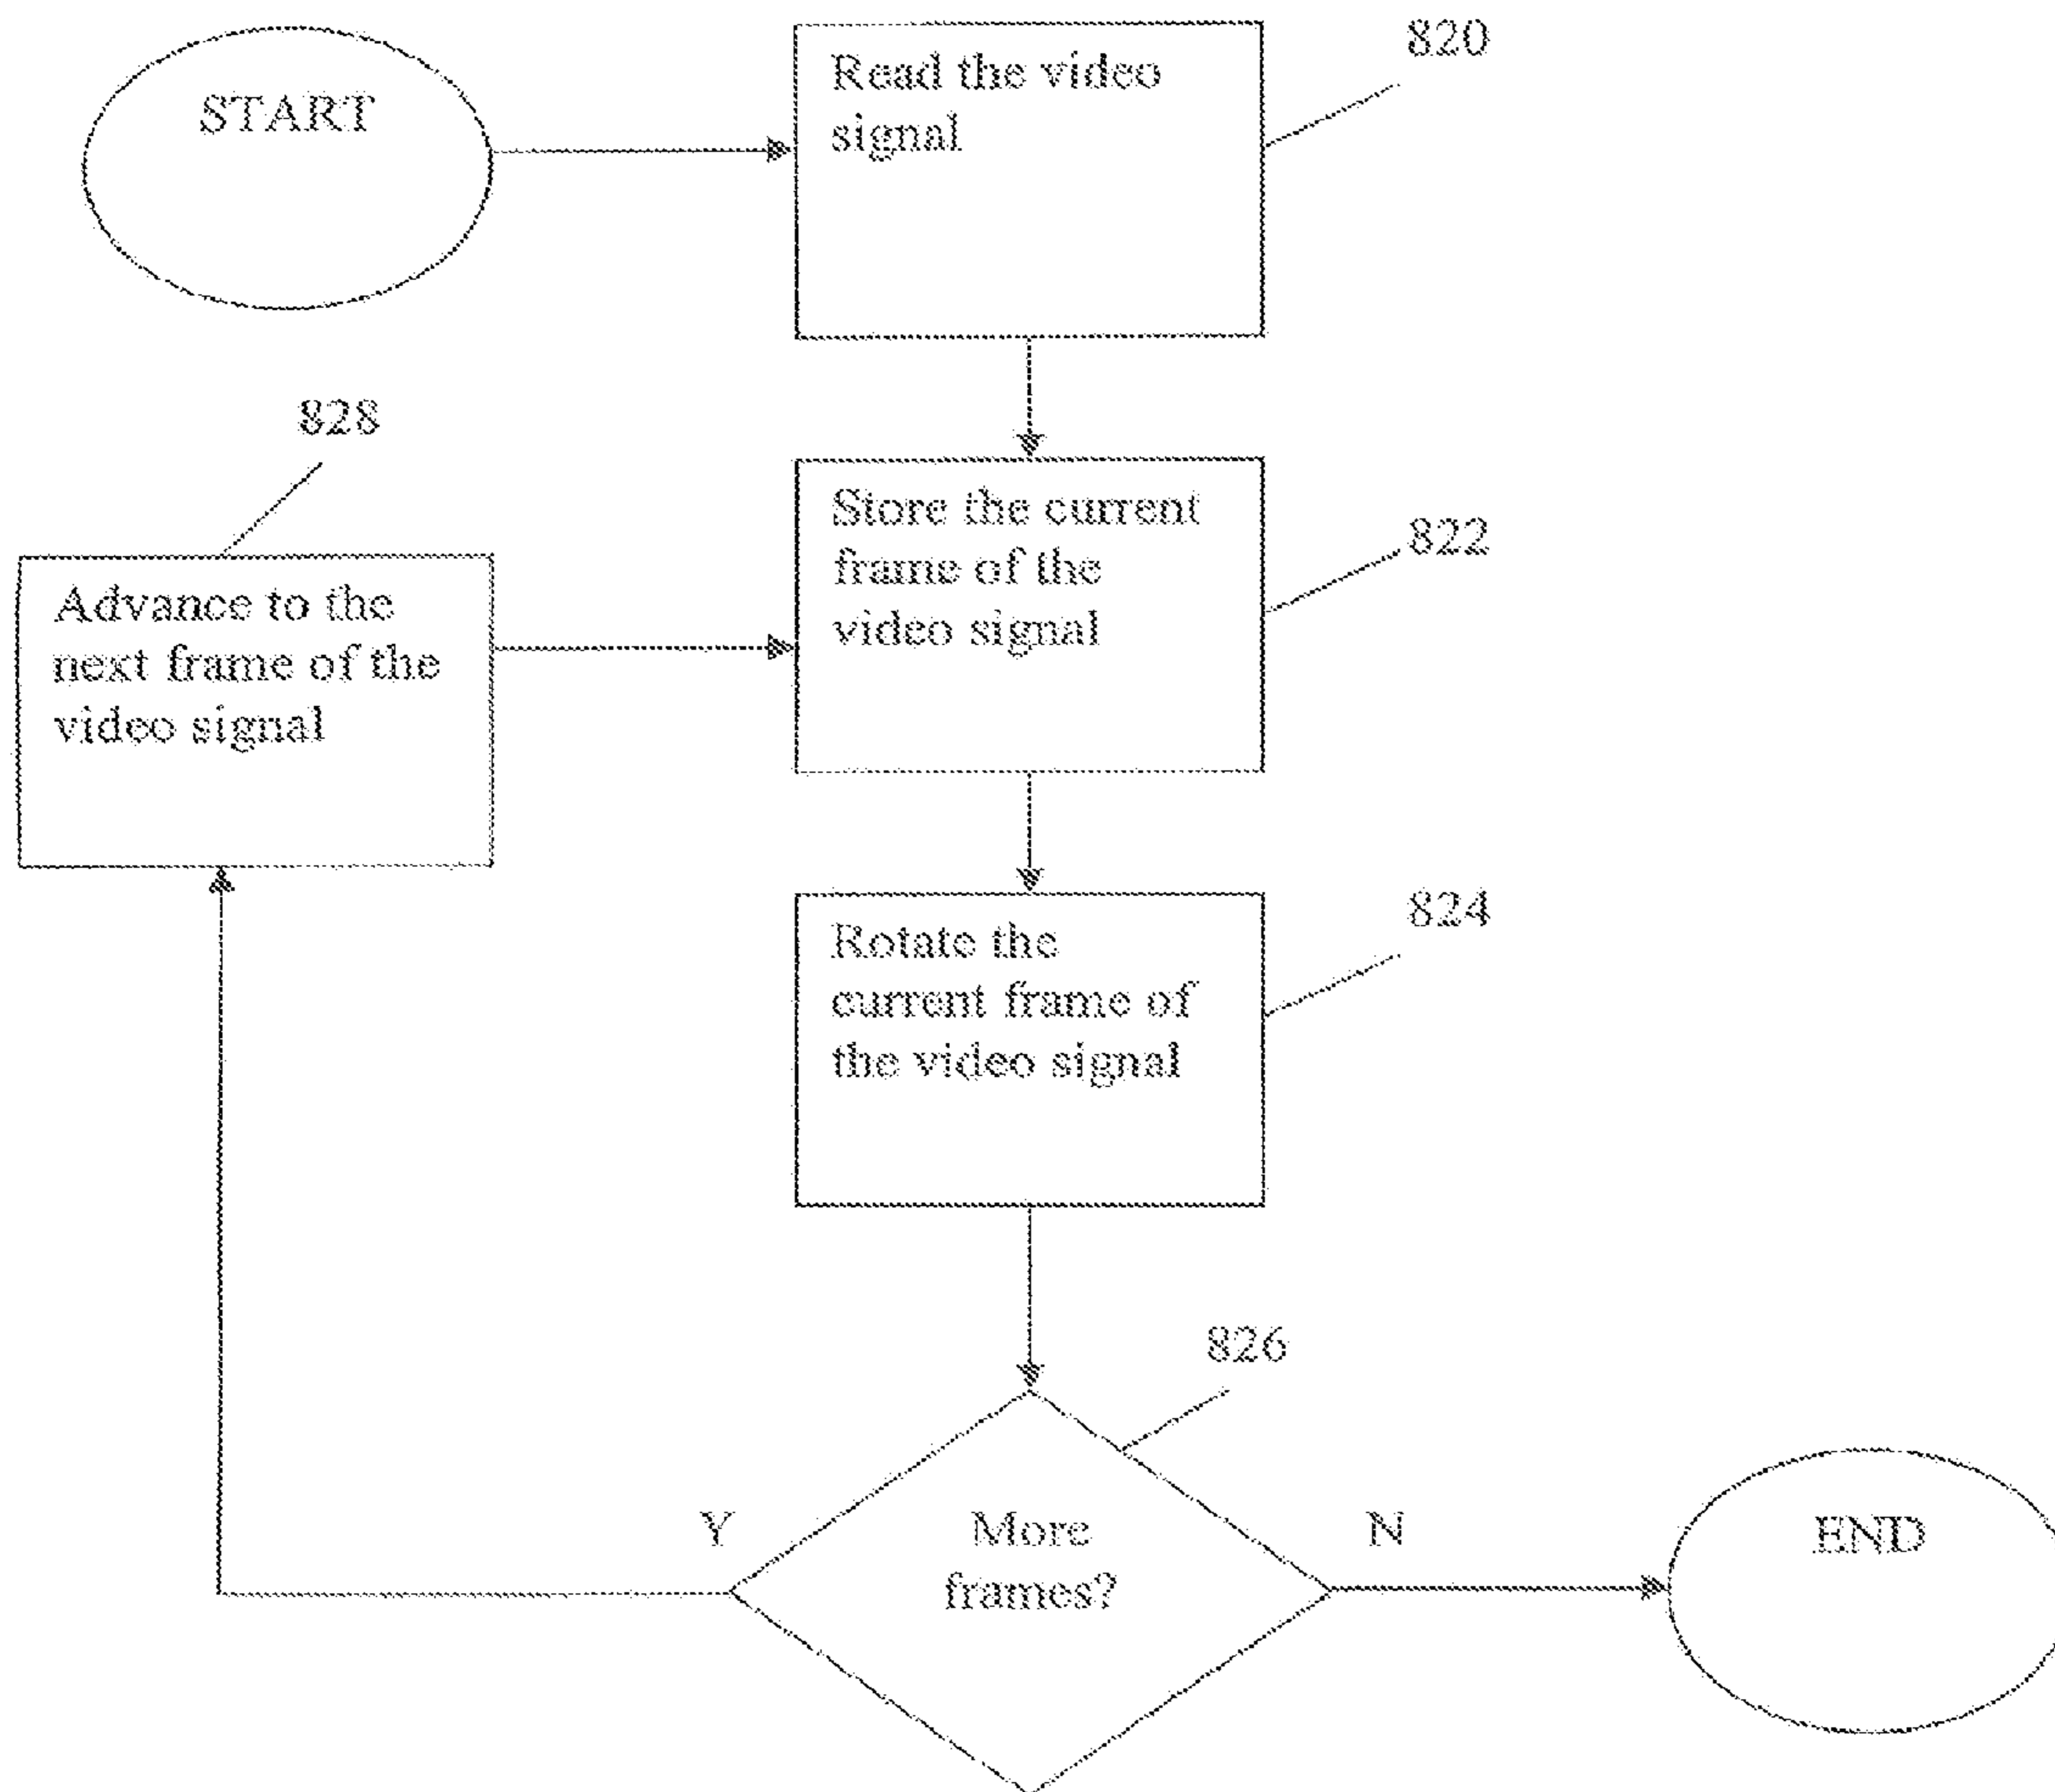 START
Read the video
signal
820
828
Advance to the
next frame of the
video signal
Store the current
frame of the
video signal
822
Rotate the
current frame of
the video signal
824
826
Y
More
frames?
N
END